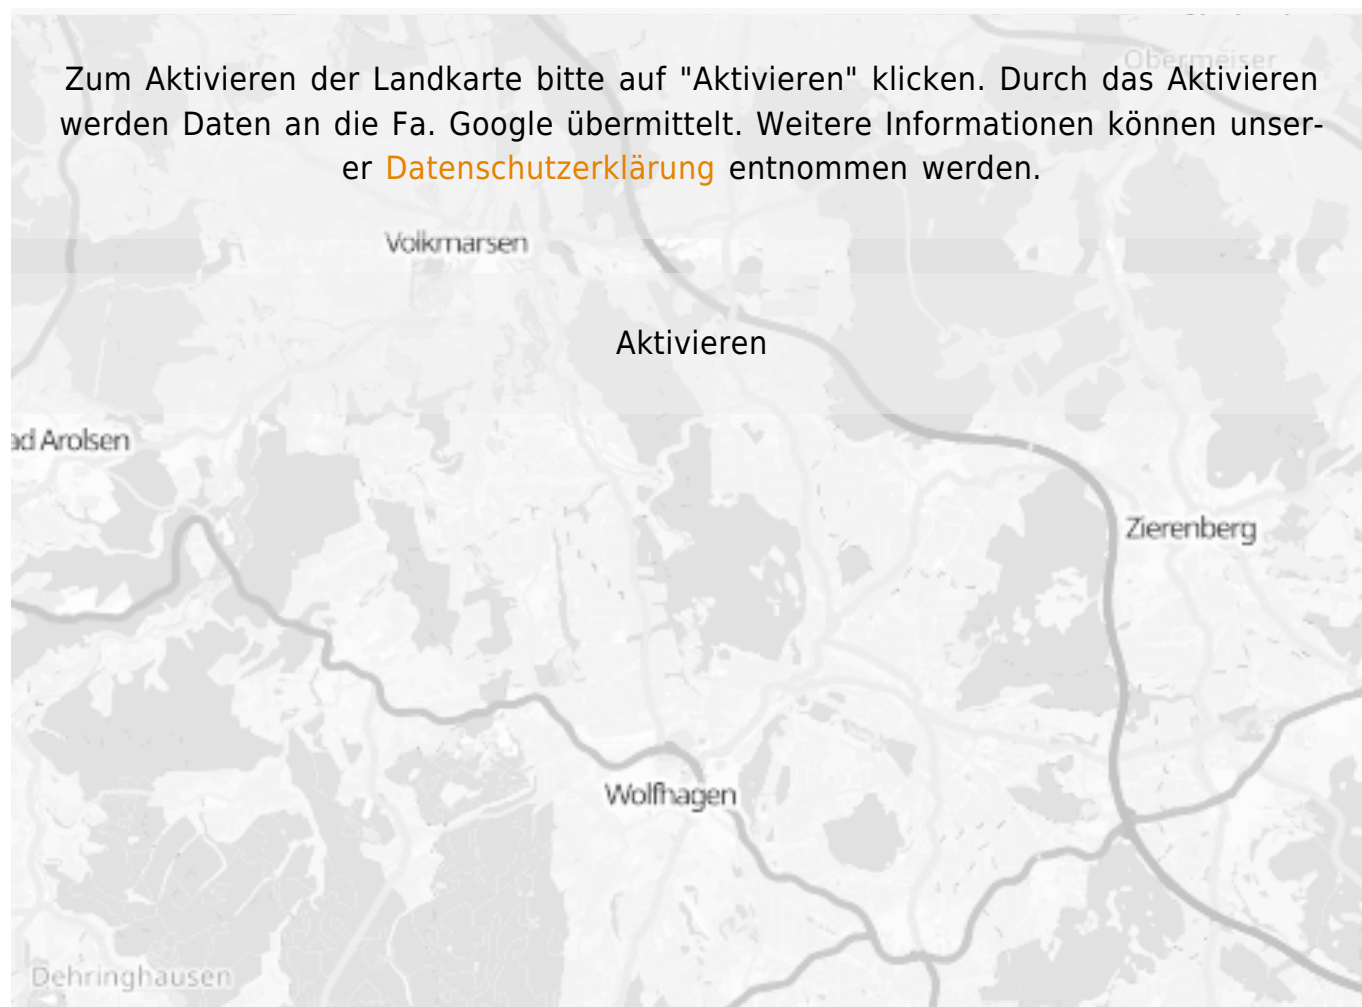 Obermeiser
Zum Aktivieren der Landkarte bitte auf "Aktivieren" klicken. Durch das Aktivieren
werden Daten an die Fa. Google übermittelt. Weitere Informationen können unser-
er Datenschutzerklärung entnommen werden.
Volkmarsen
Aktivieren
ad Arolsen
Zierenberg
Wolfhagen
Dehringhausen